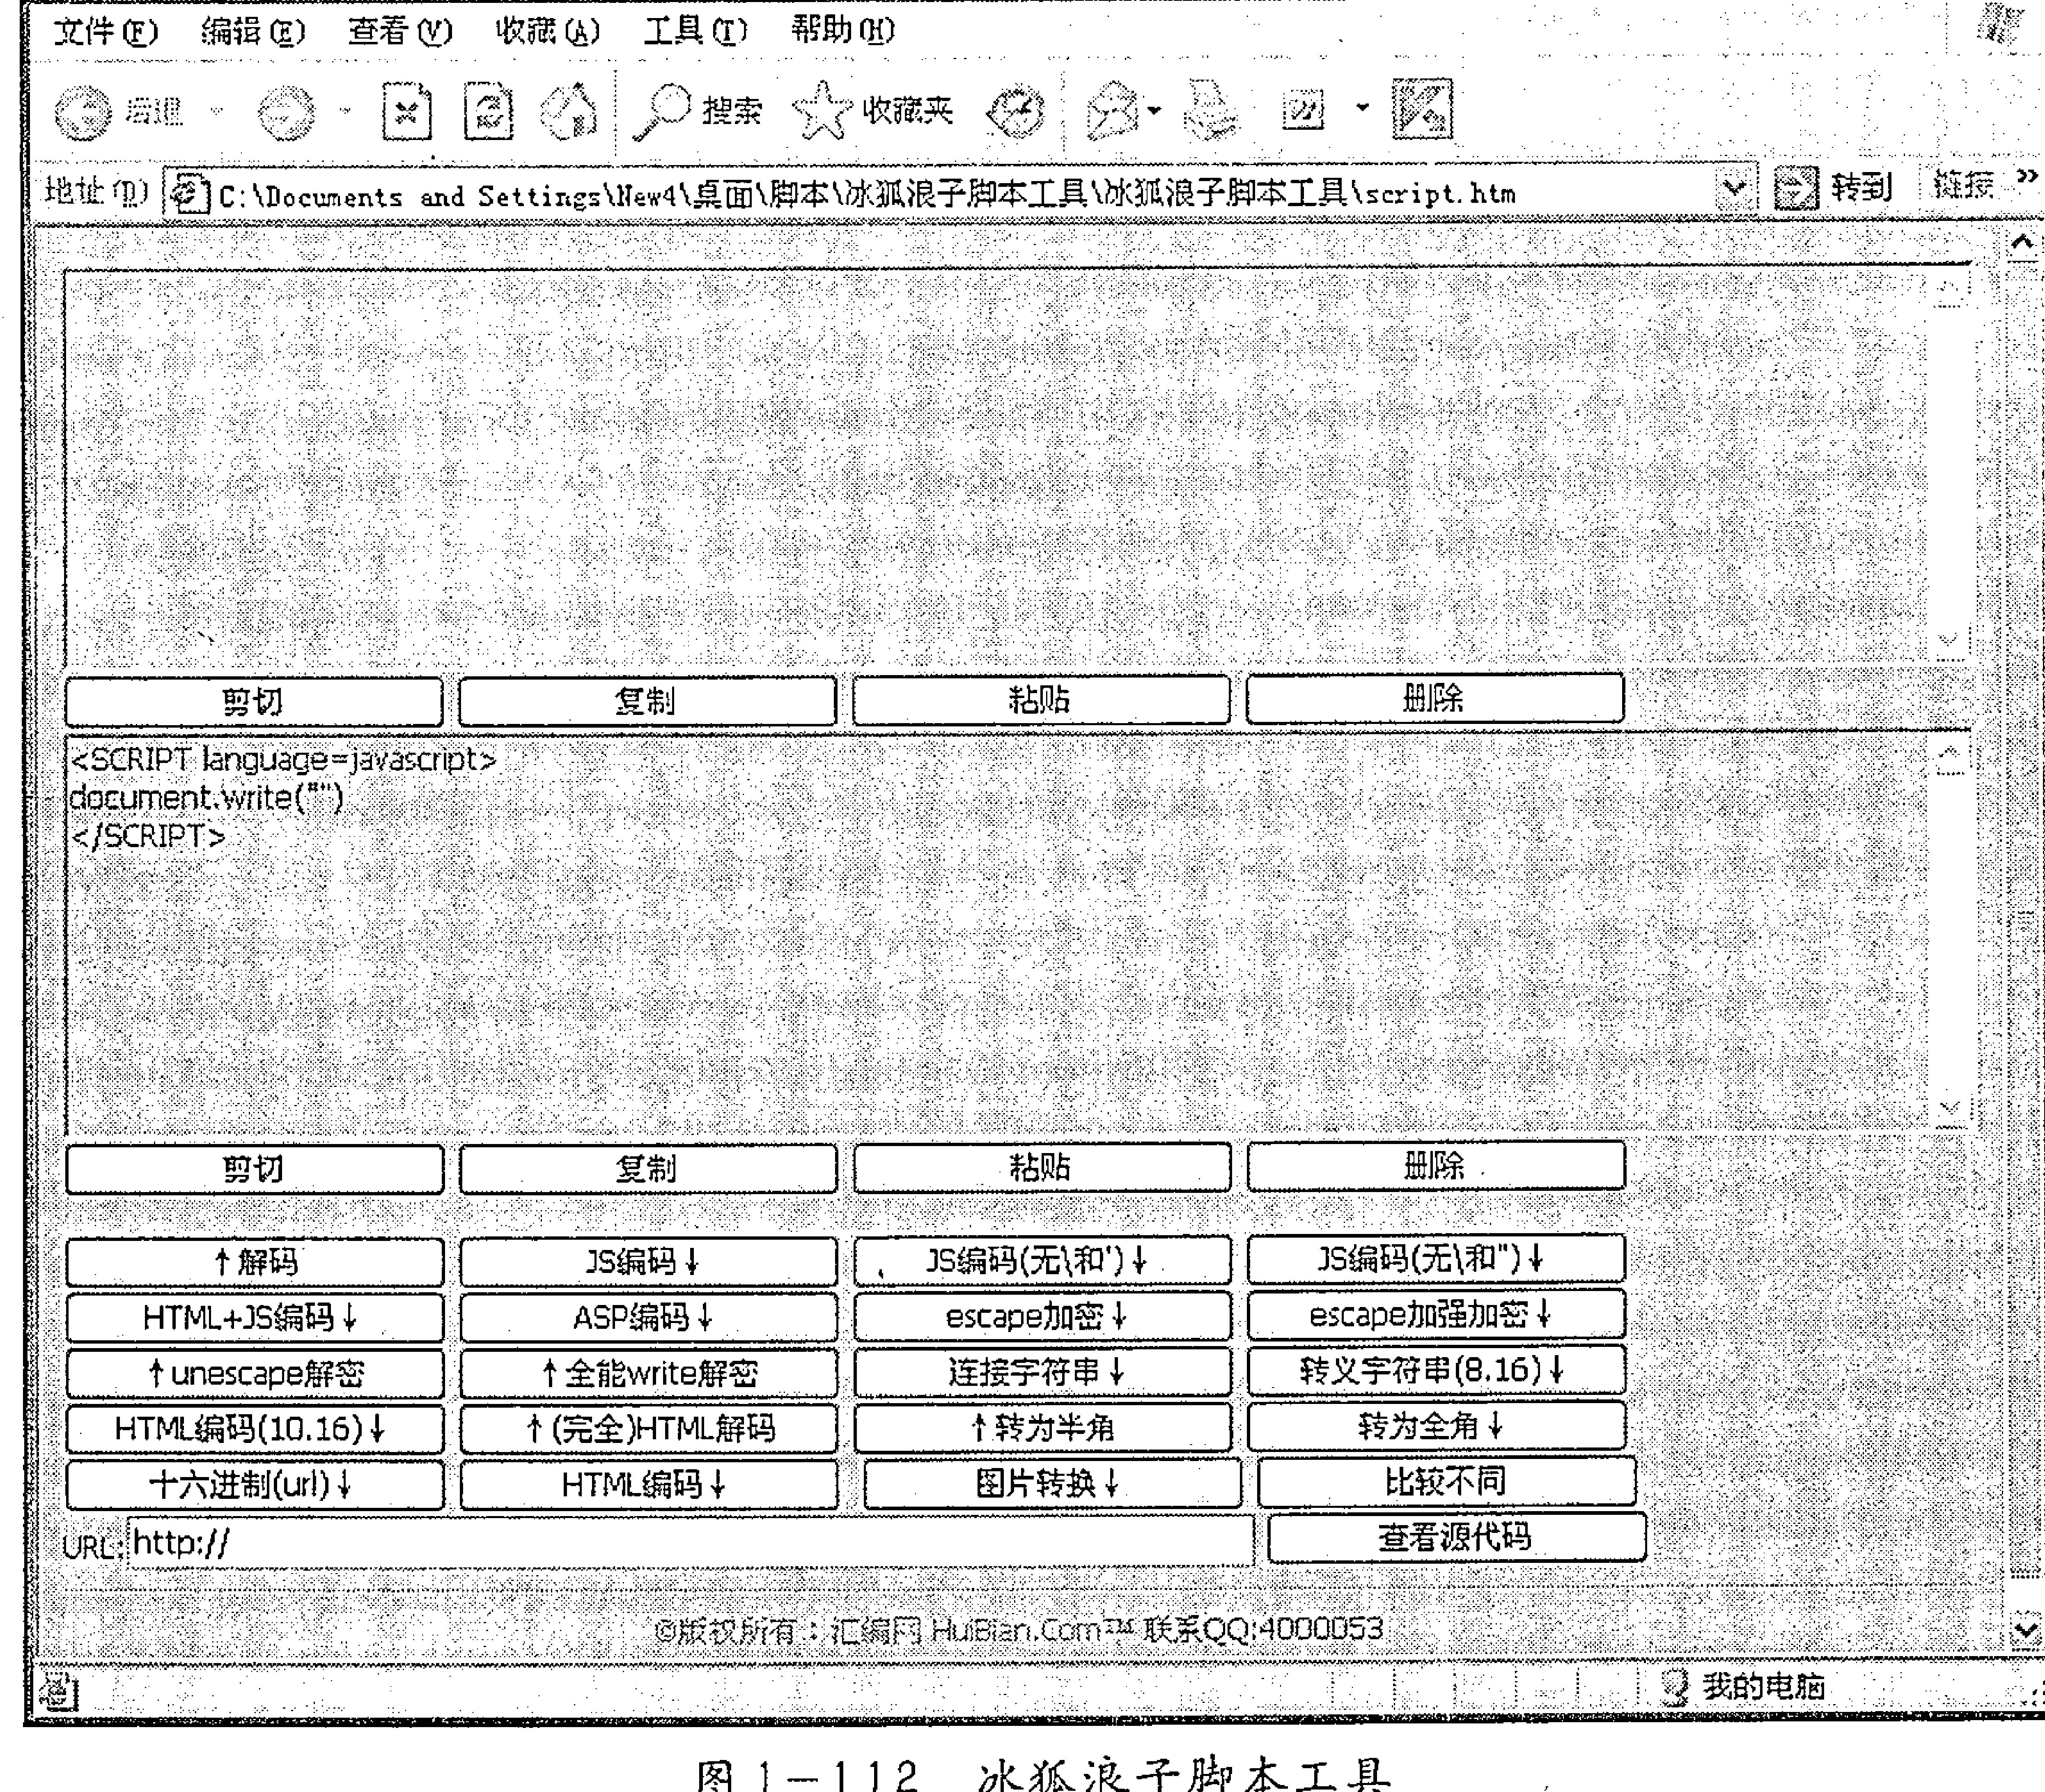 文件(F) 编辑(E) 查看(V) 收藏(A) 工具(T) 帮助(H)
后退 搜索 收藏夹
地址(D) C:\Documents and Settings\New4\桌面\脚本\冰狐浪子脚本工具\冰狐浪子脚本工具\script.htm 转到 链接 »
剪切 复制 粘贴 删除
<SCRIPT language=javascript>
document.write("")
</SCRIPT>
剪切 复制 粘贴 删除
↑解码 JS编码↓ JS编码(无\和')↓ JS编码(无\和")↓
HTML+JS编码↓ ASP编码↓ escape加密↓ escape加强加密↓
↑unescape解密 ↑全能write解密 连接字符串↓ 转义字符串(8.16)↓
HTML编码(10.16)↓ ↑(完全)HTML解码 ↑转为半角 转为全角↓
十六进制(url)↓ HTML编码↓ 图片转换↓ 比较不同
URL: http:// 查看源代码
©版权所有：汇编网 HuiBian.Com™ 联系QQ:4000053
我的电脑
图1-112 冰狐浪子脚本工具